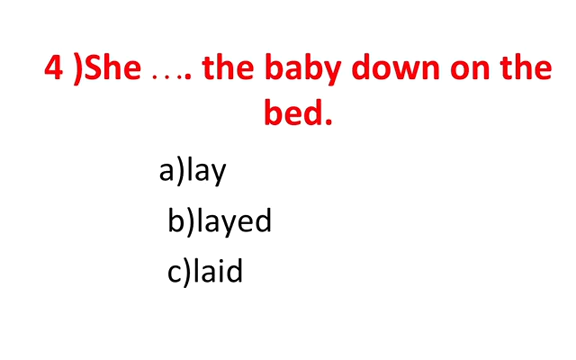 4 )She .... the baby down on the
bed.
a)lay
b)layed
c)laid